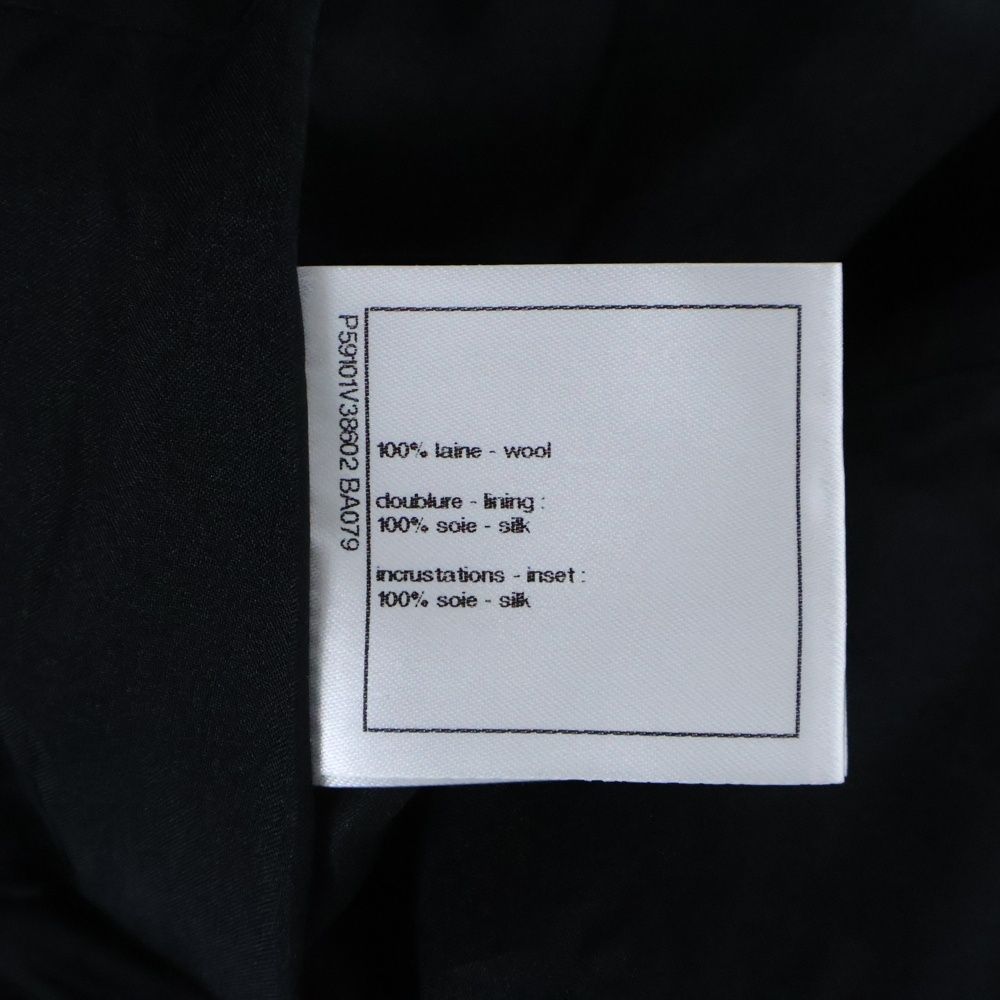 P59101V38602 BA079
100% laine - wool
doublure - lining :
100% soie - silk
incrustations - inset :
100% soie - silk